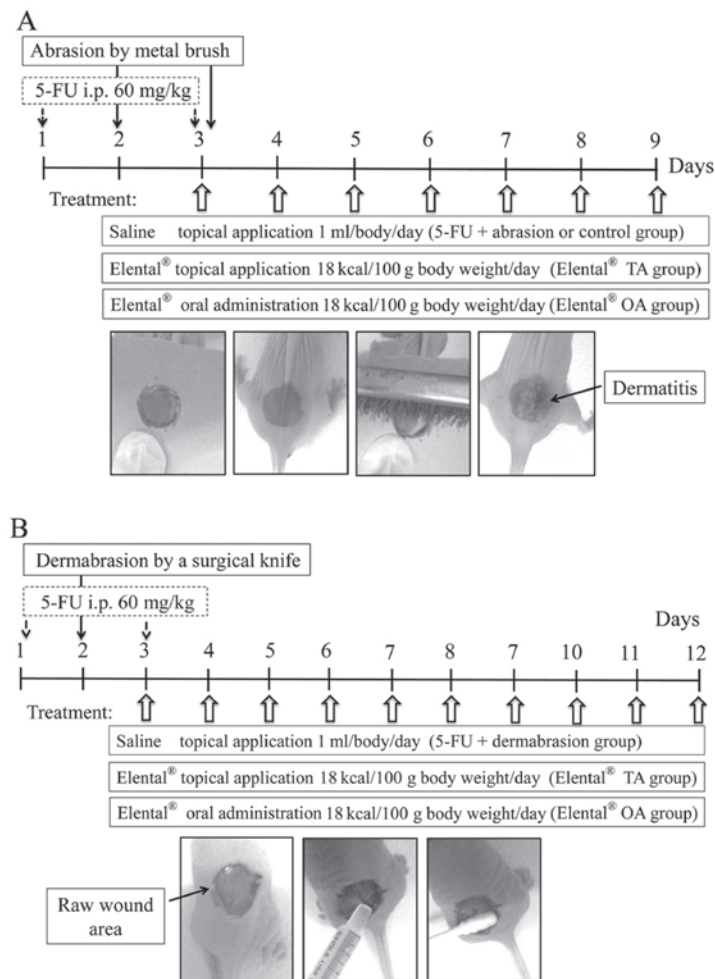 A
Abrasion by metal brush
5-FU i.p. 60 mg/kg
1 2 3 4 5 6 7 8 9 Days
Treatment:
Saline topical application 1 ml/body/day (5-FU + abrasion or control group)
Elental® topical application 18 kcal/100 g body weight/day (Elental® TA group)
Elental® oral administration 18 kcal/100 g body weight/day (Elental® OA group)
Dermatitis
B
Dermabrasion by a surgical knife
5-FU i.p. 60 mg/kg
Days
1 2 3 4 5 6 7 8 7 10 11 12
Treatment:
Saline topical application 1 ml/body/day (5-FU + dermabrasion group)
Elental® topical application 18 kcal/100 g body weight/day (Elental® TA group)
Elental® oral administration 18 kcal/100 g body weight/day (Elental® OA group)
Raw wound
area